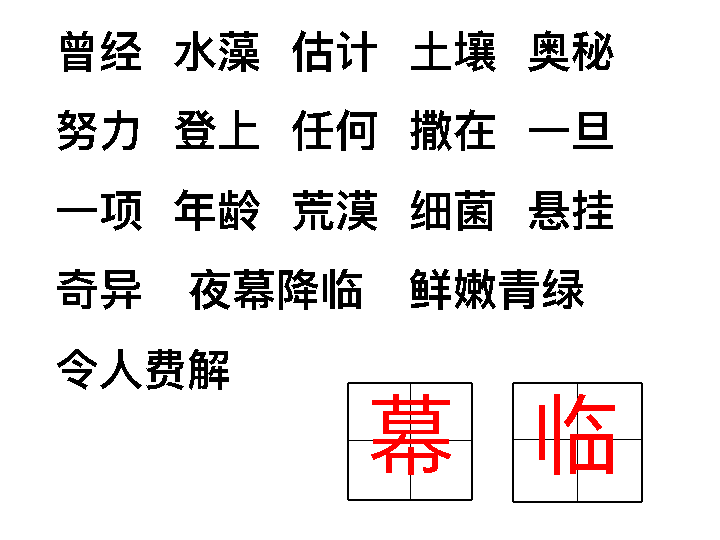 曾经 水藻 估计 土壤 奥秘
努力 登上 任何 撒在 一旦
一项 年龄 荒漠 细菌 悬挂
奇异 夜幕降临 鲜嫩青绿
令人费解
幕 临